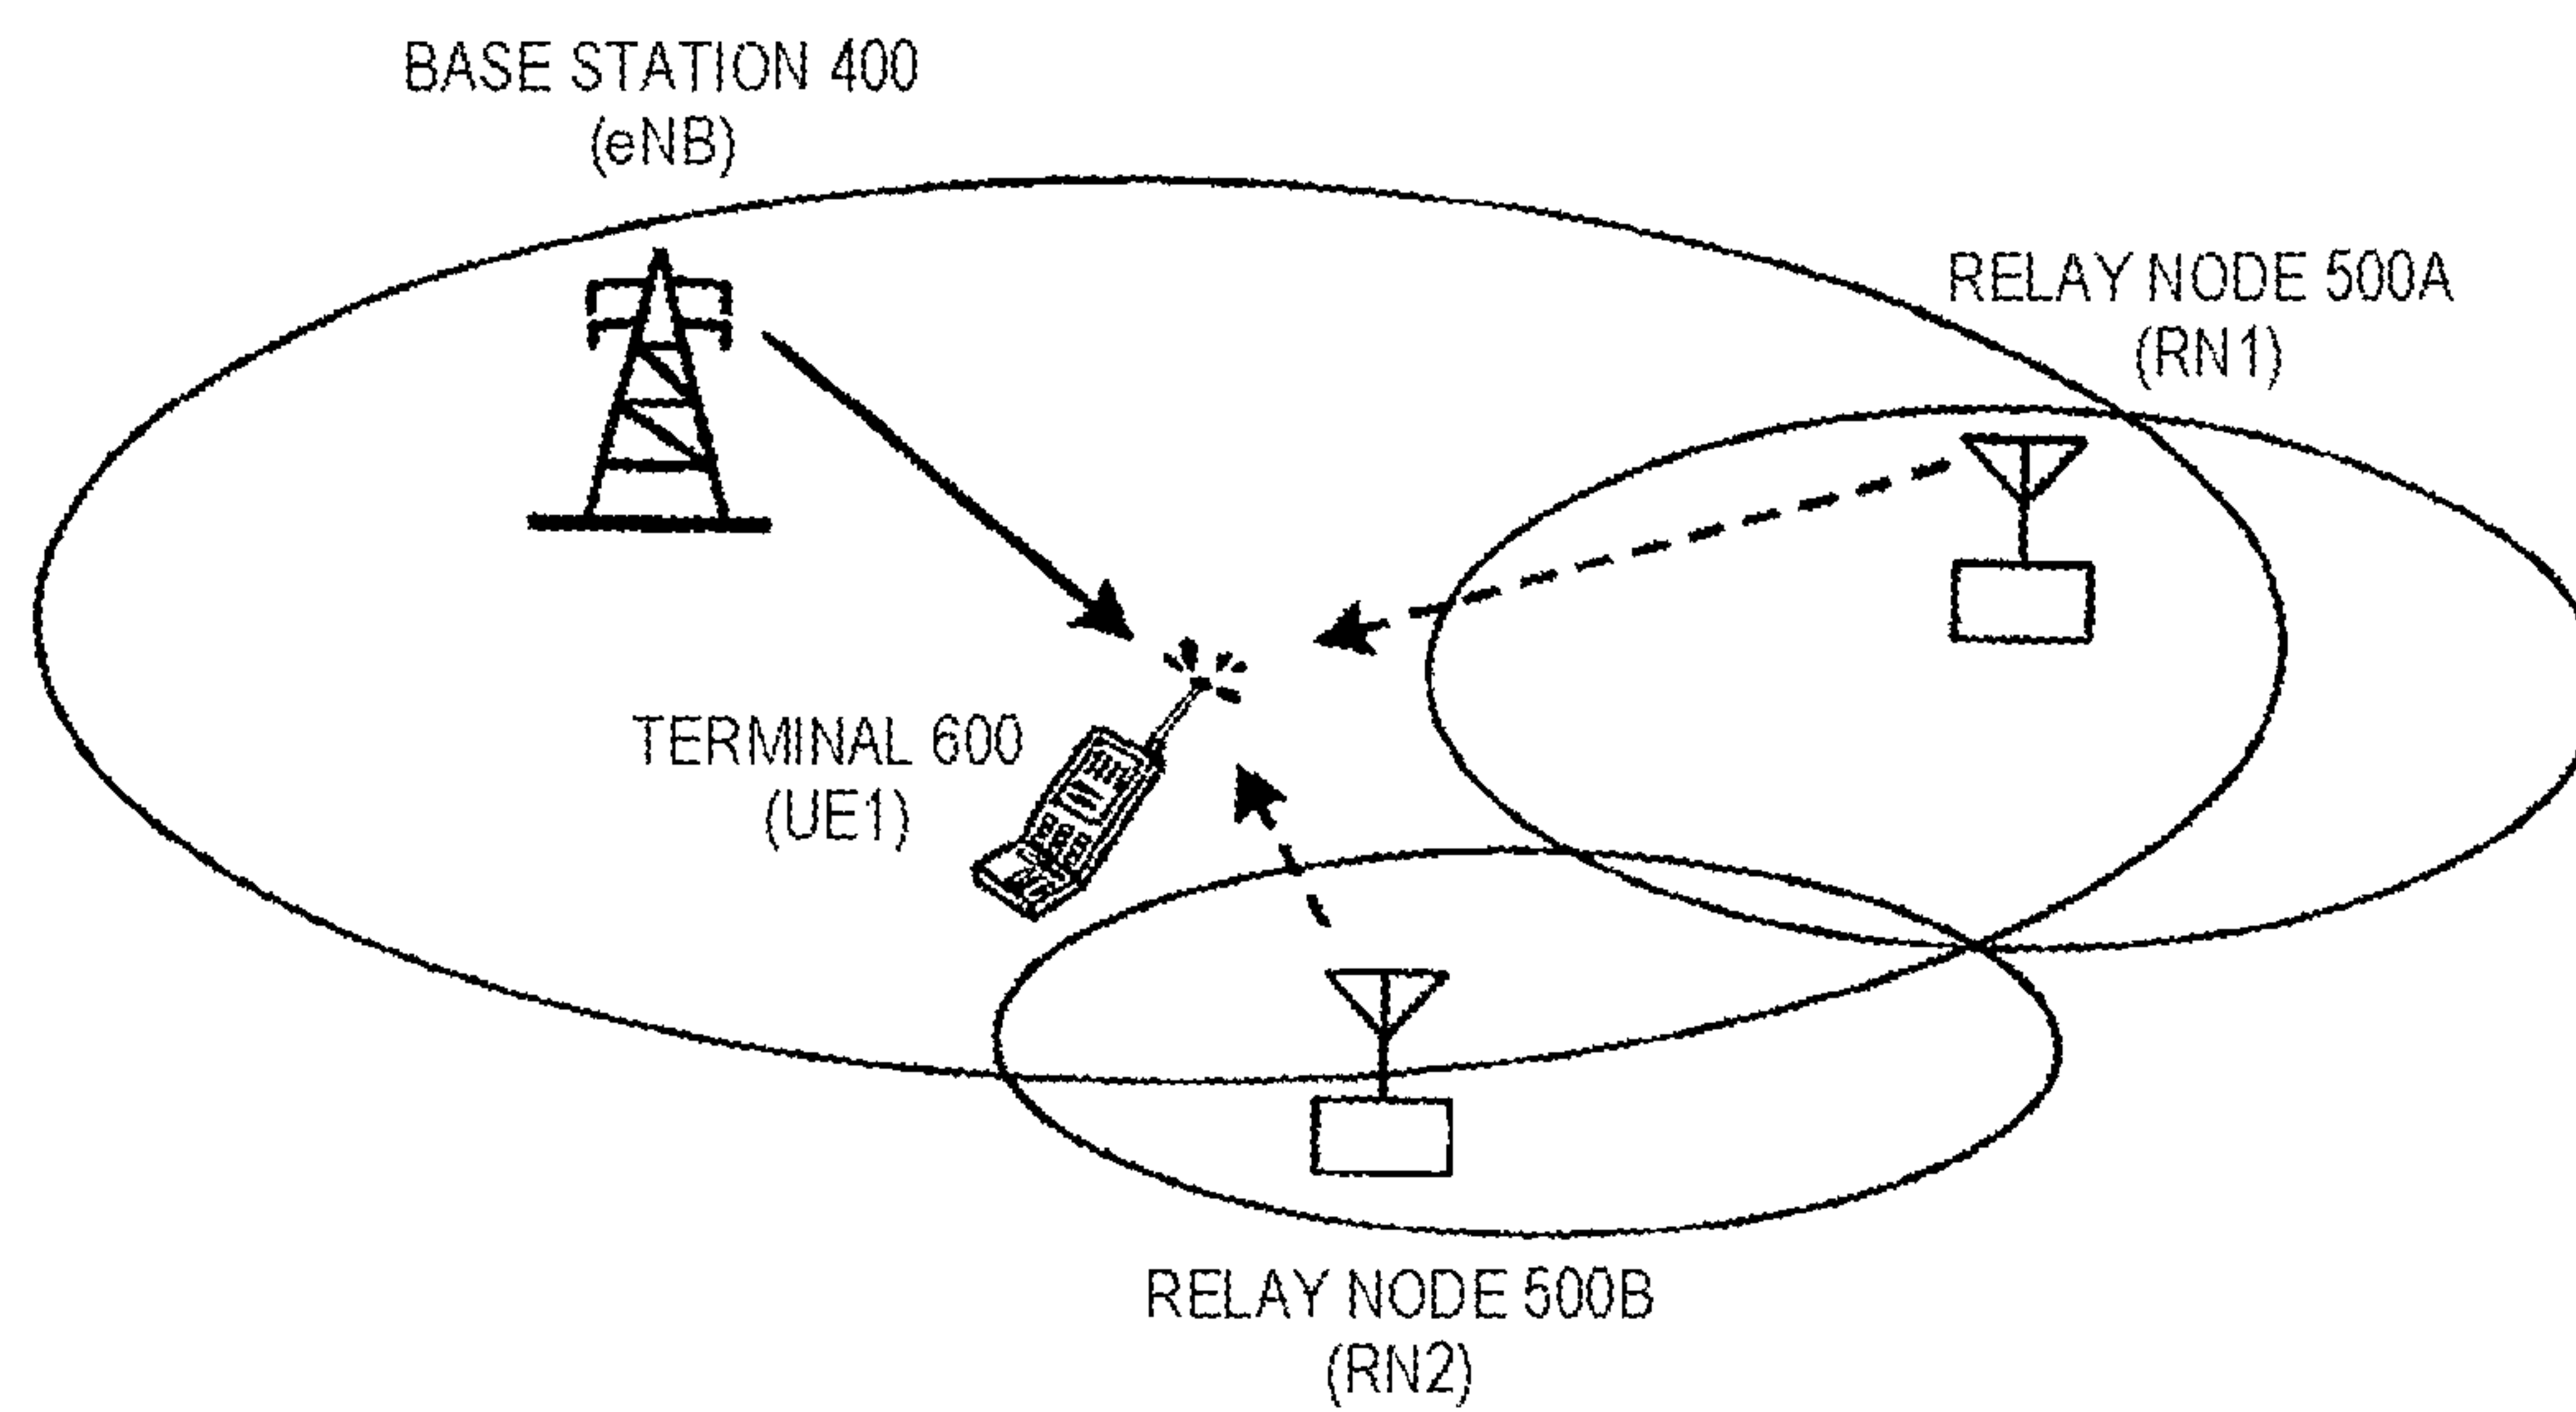 BASE STATION 400
(eNB)
RELAY NODE 500A
(RN1)
TERMINAL 600
(UE1)
RELAY NODE 500B
(RN2)